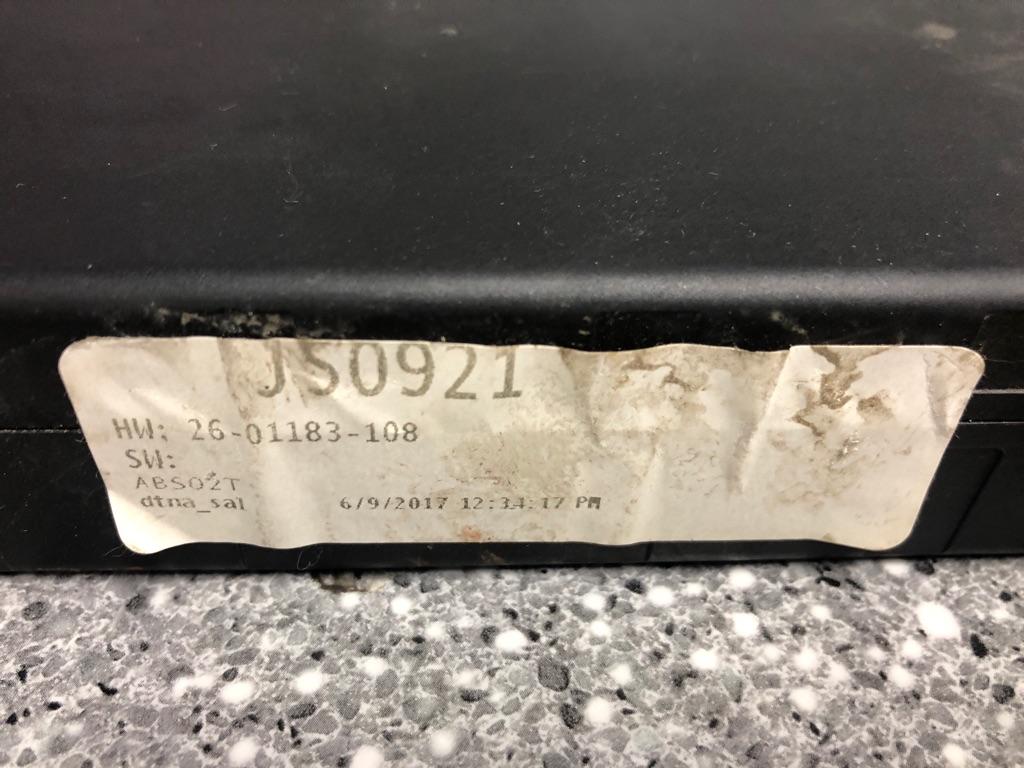 JS0921
HW: 26-01183-108
SW:
ABS02T
dtna_sal 6/9/2017 12:34:17 PM